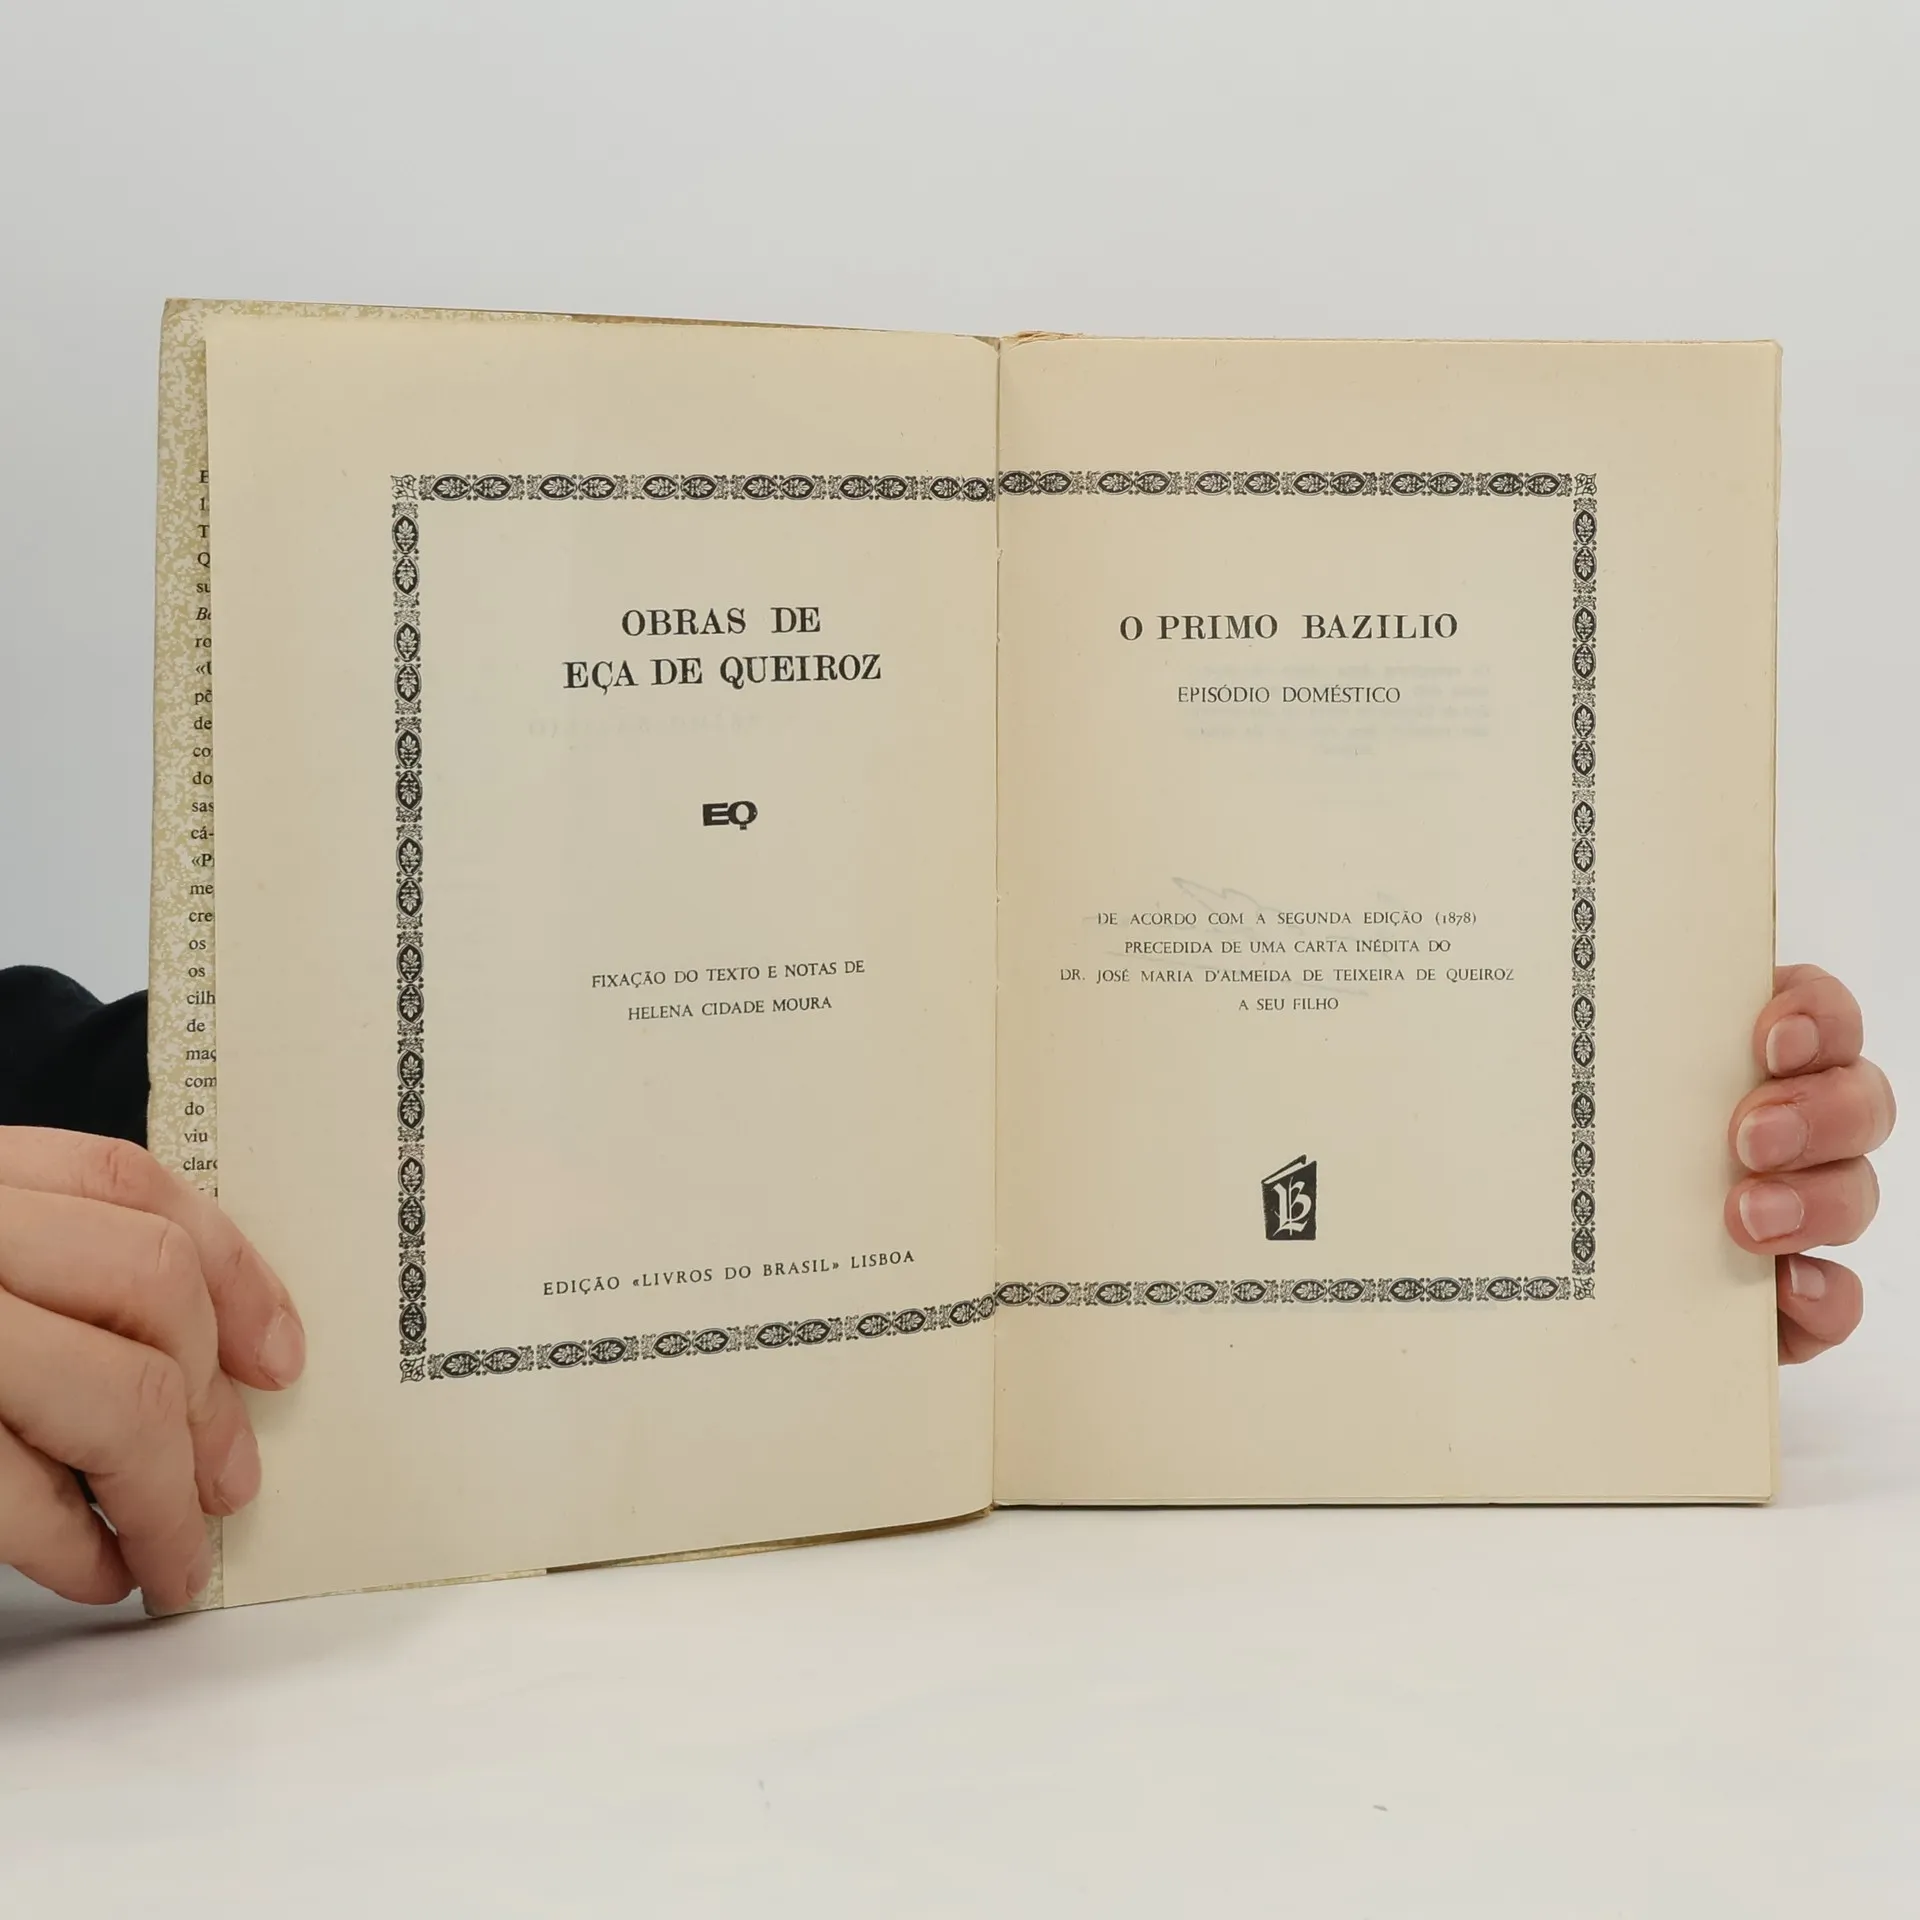 OBRAS DE
EÇA DE QUEIROZ
EQ
FIXAÇÃO DO TEXTO E NOTAS DE
HELENA CIDADE MOURA
EDIÇÃO «LIVROS DO BRASIL» LISBOA
O PRIMO BAZILIO
EPISÓDIO DOMÉSTICO
DE ACORDO COM A SEGUNDA EDIÇÃO (1878)
PRECEDIDA DE UMA CARTA INÉDITA DO
DR. JOSÉ MARIA D'ALMEIDA DE TEIXEIRA DE QUEIROZ
A SEU FILHO
LB